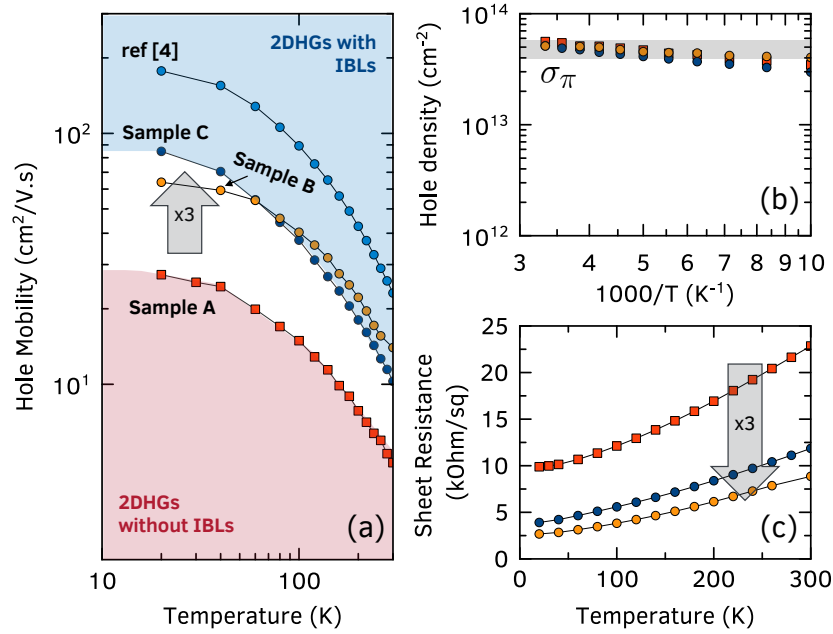 ref [4]
2DHGs with
IBLs
Sample C
Sample B
x3
Sample A
2DHGs
without IBLs
(a)
10²
10¹
10
100
Hole Mobility (cm²/V.s)
Temperature (K)
10¹⁴
10¹³
10¹²
σπ
(b)
3
4
5
6
7
8
9
10
Hole density (cm⁻²)
1000/T (K⁻¹)
25
20
15
10
5
0
x3
(c)
0
100
200
300
Sheet Resistance
(kOhm/sq)
Temperature (K)